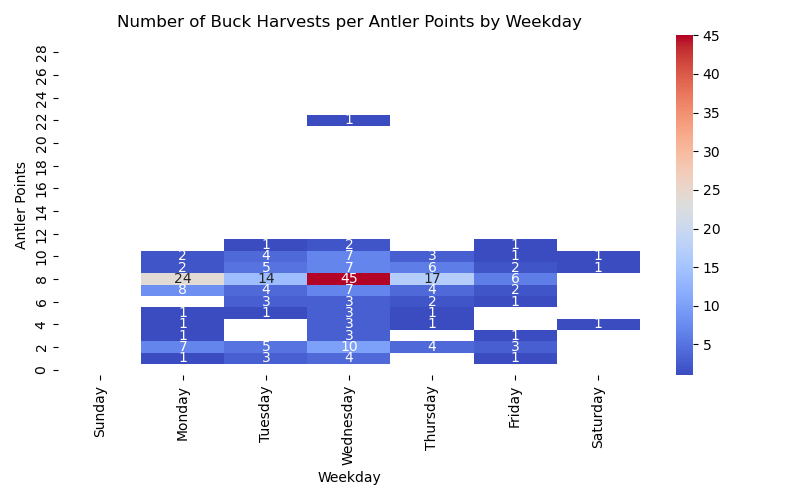 Number of Buck Harvests per Antler Points by Weekday
Antler Points
28
26
24
22
20
18
16
14
12
10
8
6
4
2
0
1
1 2 1
2 4 7 3 1 1
2 5 7 6 2 1
24 14 45 17 6
8 4 7 4 2
3 3 2 1
1 1 3 1
1 3 1 1
1 3 1
7 5 10 4 3
1 3 4 1
Sunday
Monday
Tuesday
Wednesday
Thursday
Friday
Saturday
Weekday
45
40
35
30
25
20
15
10
5